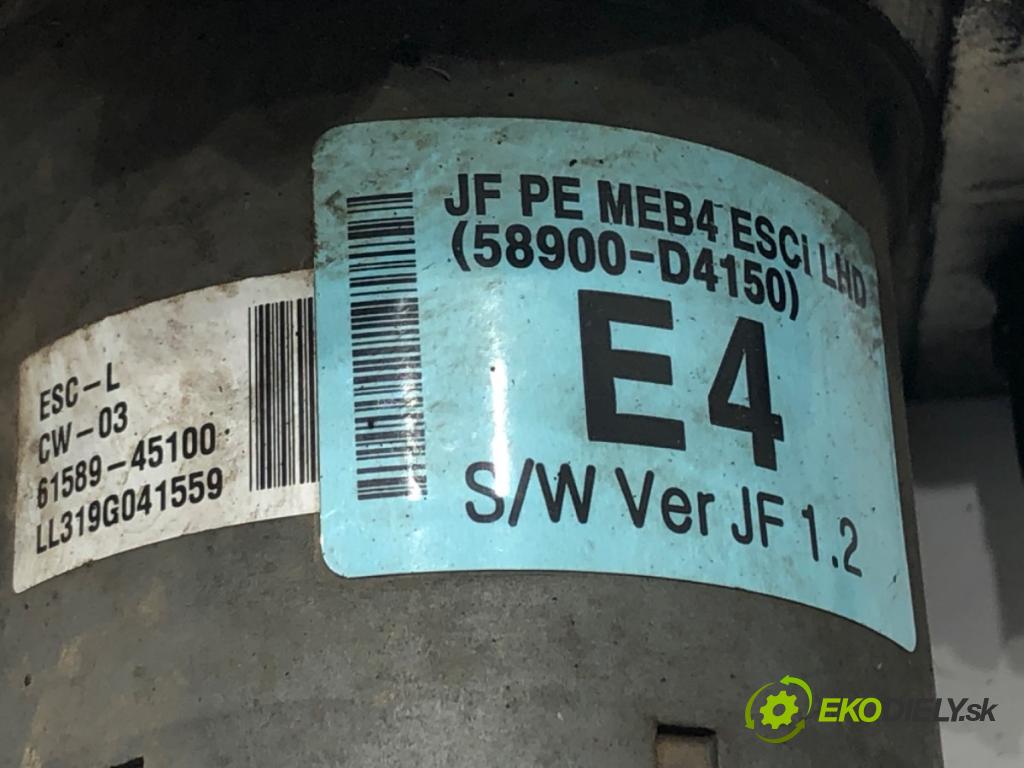 JF PE MEB4 ESCi LHD
(58900-D4150)
E4
S/W Ver JF 1.2
ESC-L
CW-03
61589-45100
LL319G041559
EKODIELY.sk